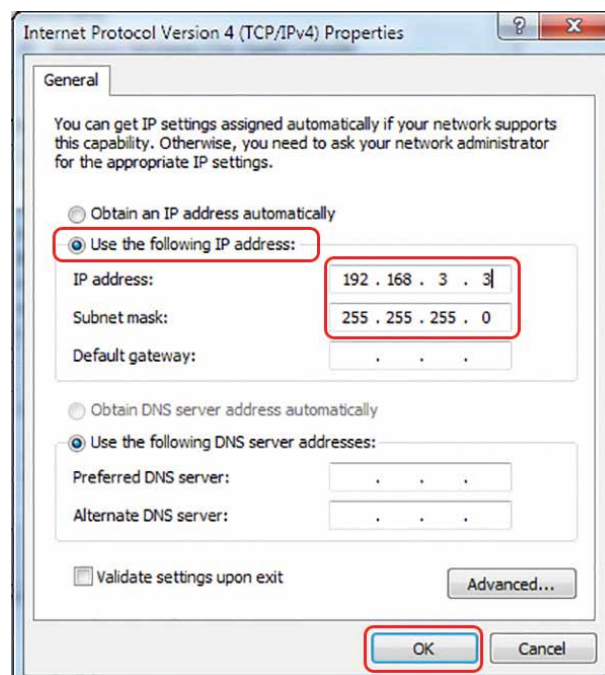 Internet Protocol Version 4 (TCP/IPv4) Properties
?
X
General
You can get IP settings assigned automatically if your network supports
this capability. Otherwise, you need to ask your network administrator
for the appropriate IP settings.
Obtain an IP address automatically
Use the following IP address:
IP address: 192 . 168 . 3 . 3
Subnet mask: 255 . 255 . 255 . 0
Default gateway: . . .
Obtain DNS server address automatically
Use the following DNS server addresses:
Preferred DNS server: . . .
Alternate DNS server: . . .
Validate settings upon exit
Advanced...
OK Cancel